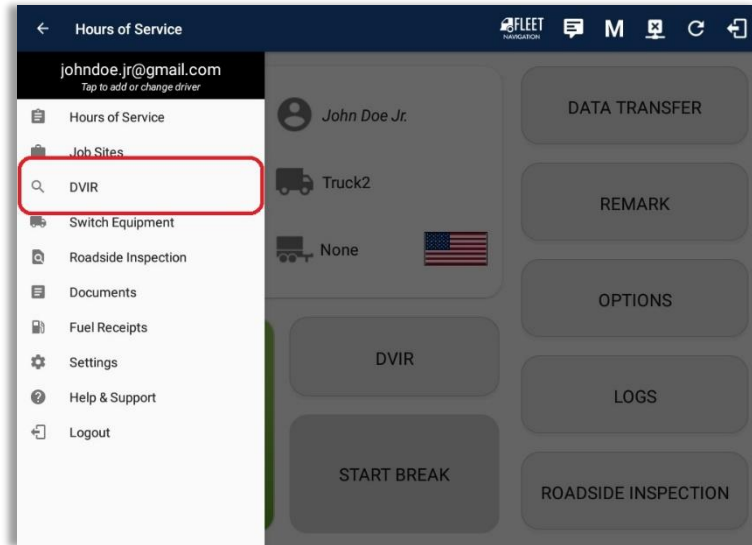 Hours of Service
FLEET
NAVIGATION
M
johndoe.jr@gmail.com
Tap to add or change driver
Hours of Service
Job Sites
DVIR
Switch Equipment
Roadside Inspection
Documents
Fuel Receipts
Settings
Help & Support
Logout
John Doe Jr.
Truck2
None
DVIR
START BREAK
DATA TRANSFER
REMARK
OPTIONS
LOGS
ROADSIDE INSPECTION